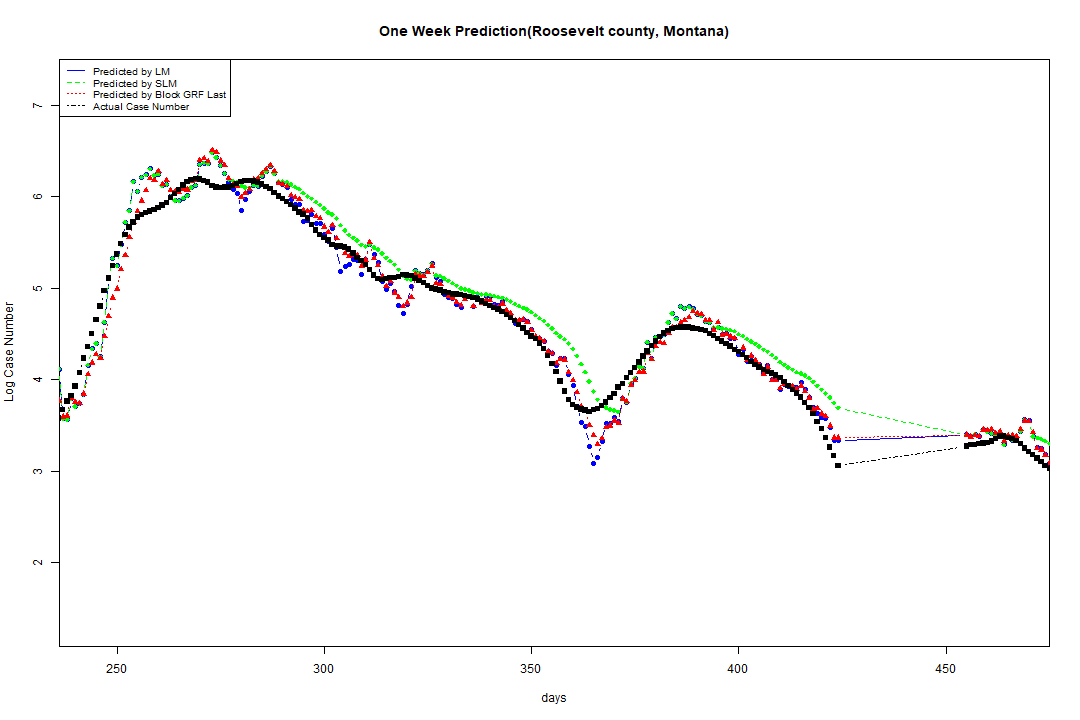 One Week Prediction(Roosevelt county, Montana)
Predicted by LM
Predicted by SLM
Predicted by Block GRF Last
Actual Case Number
7
6
5
4
3
2
Log Case Number
250 300 350 400 450
days